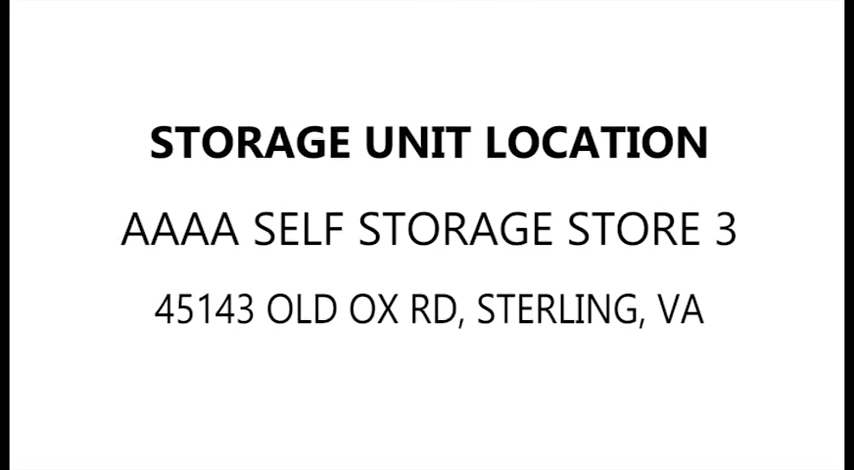 STORAGE UNIT LOCATION
AAAA SELF STORAGE STORE 3
45143 OLD OX RD, STERLING, VA